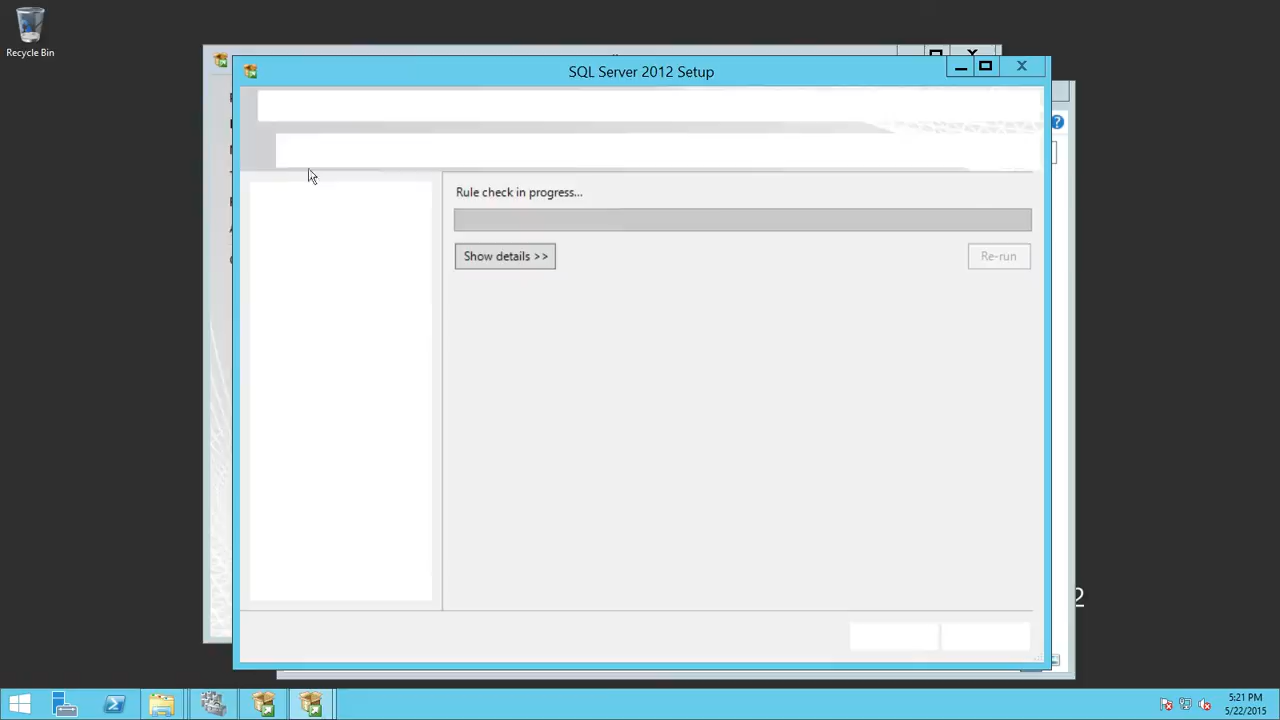 Recycle Bin
SQL Server 2012 Setup
X
Rule check in progress...
Show details >>
Re-run
2
5:21 PM
5/22/2015